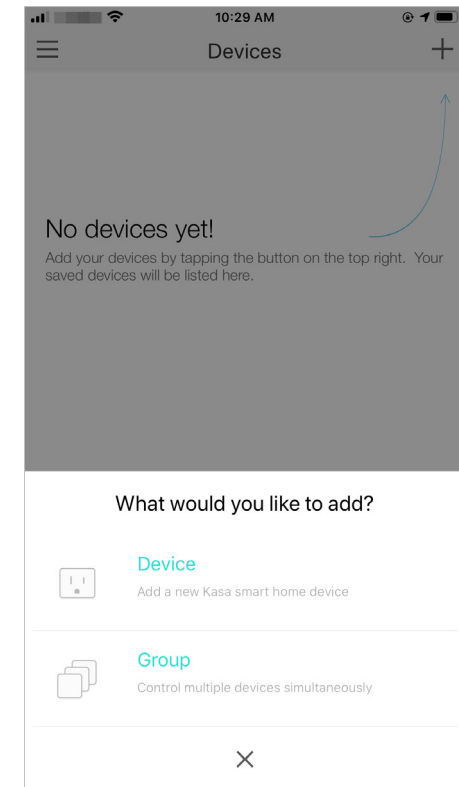 10:29 AM
Devices
No devices yet!
Add your devices by tapping the button on the top right. Your
saved devices will be listed here.
What would you like to add?
Device
Add a new Kasa smart home device
Group
Control multiple devices simultaneously